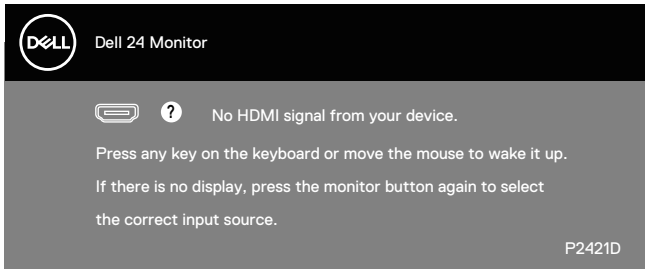 DELL
Dell 24 Monitor
? No HDMI signal from your device.
Press any key on the keyboard or move the mouse to wake it up.
If there is no display, press the monitor button again to select
the correct input source.
P2421D